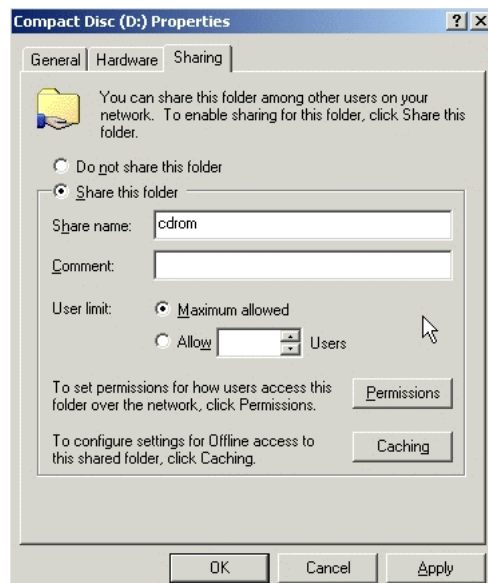 Compact Disc (D:) Properties
General Hardware Sharing
You can share this folder among other users on your
network. To enable sharing for this folder, click Share this
folder.
Do not share this folder
Share this folder
Share name: cdrom
Comment:
User limit: Maximum allowed
Allow Users
To set permissions for how users access this
folder over the network, click Permissions.
Permissions
To configure settings for Offline access to
this shared folder, click Caching.
Caching
OK Cancel Apply